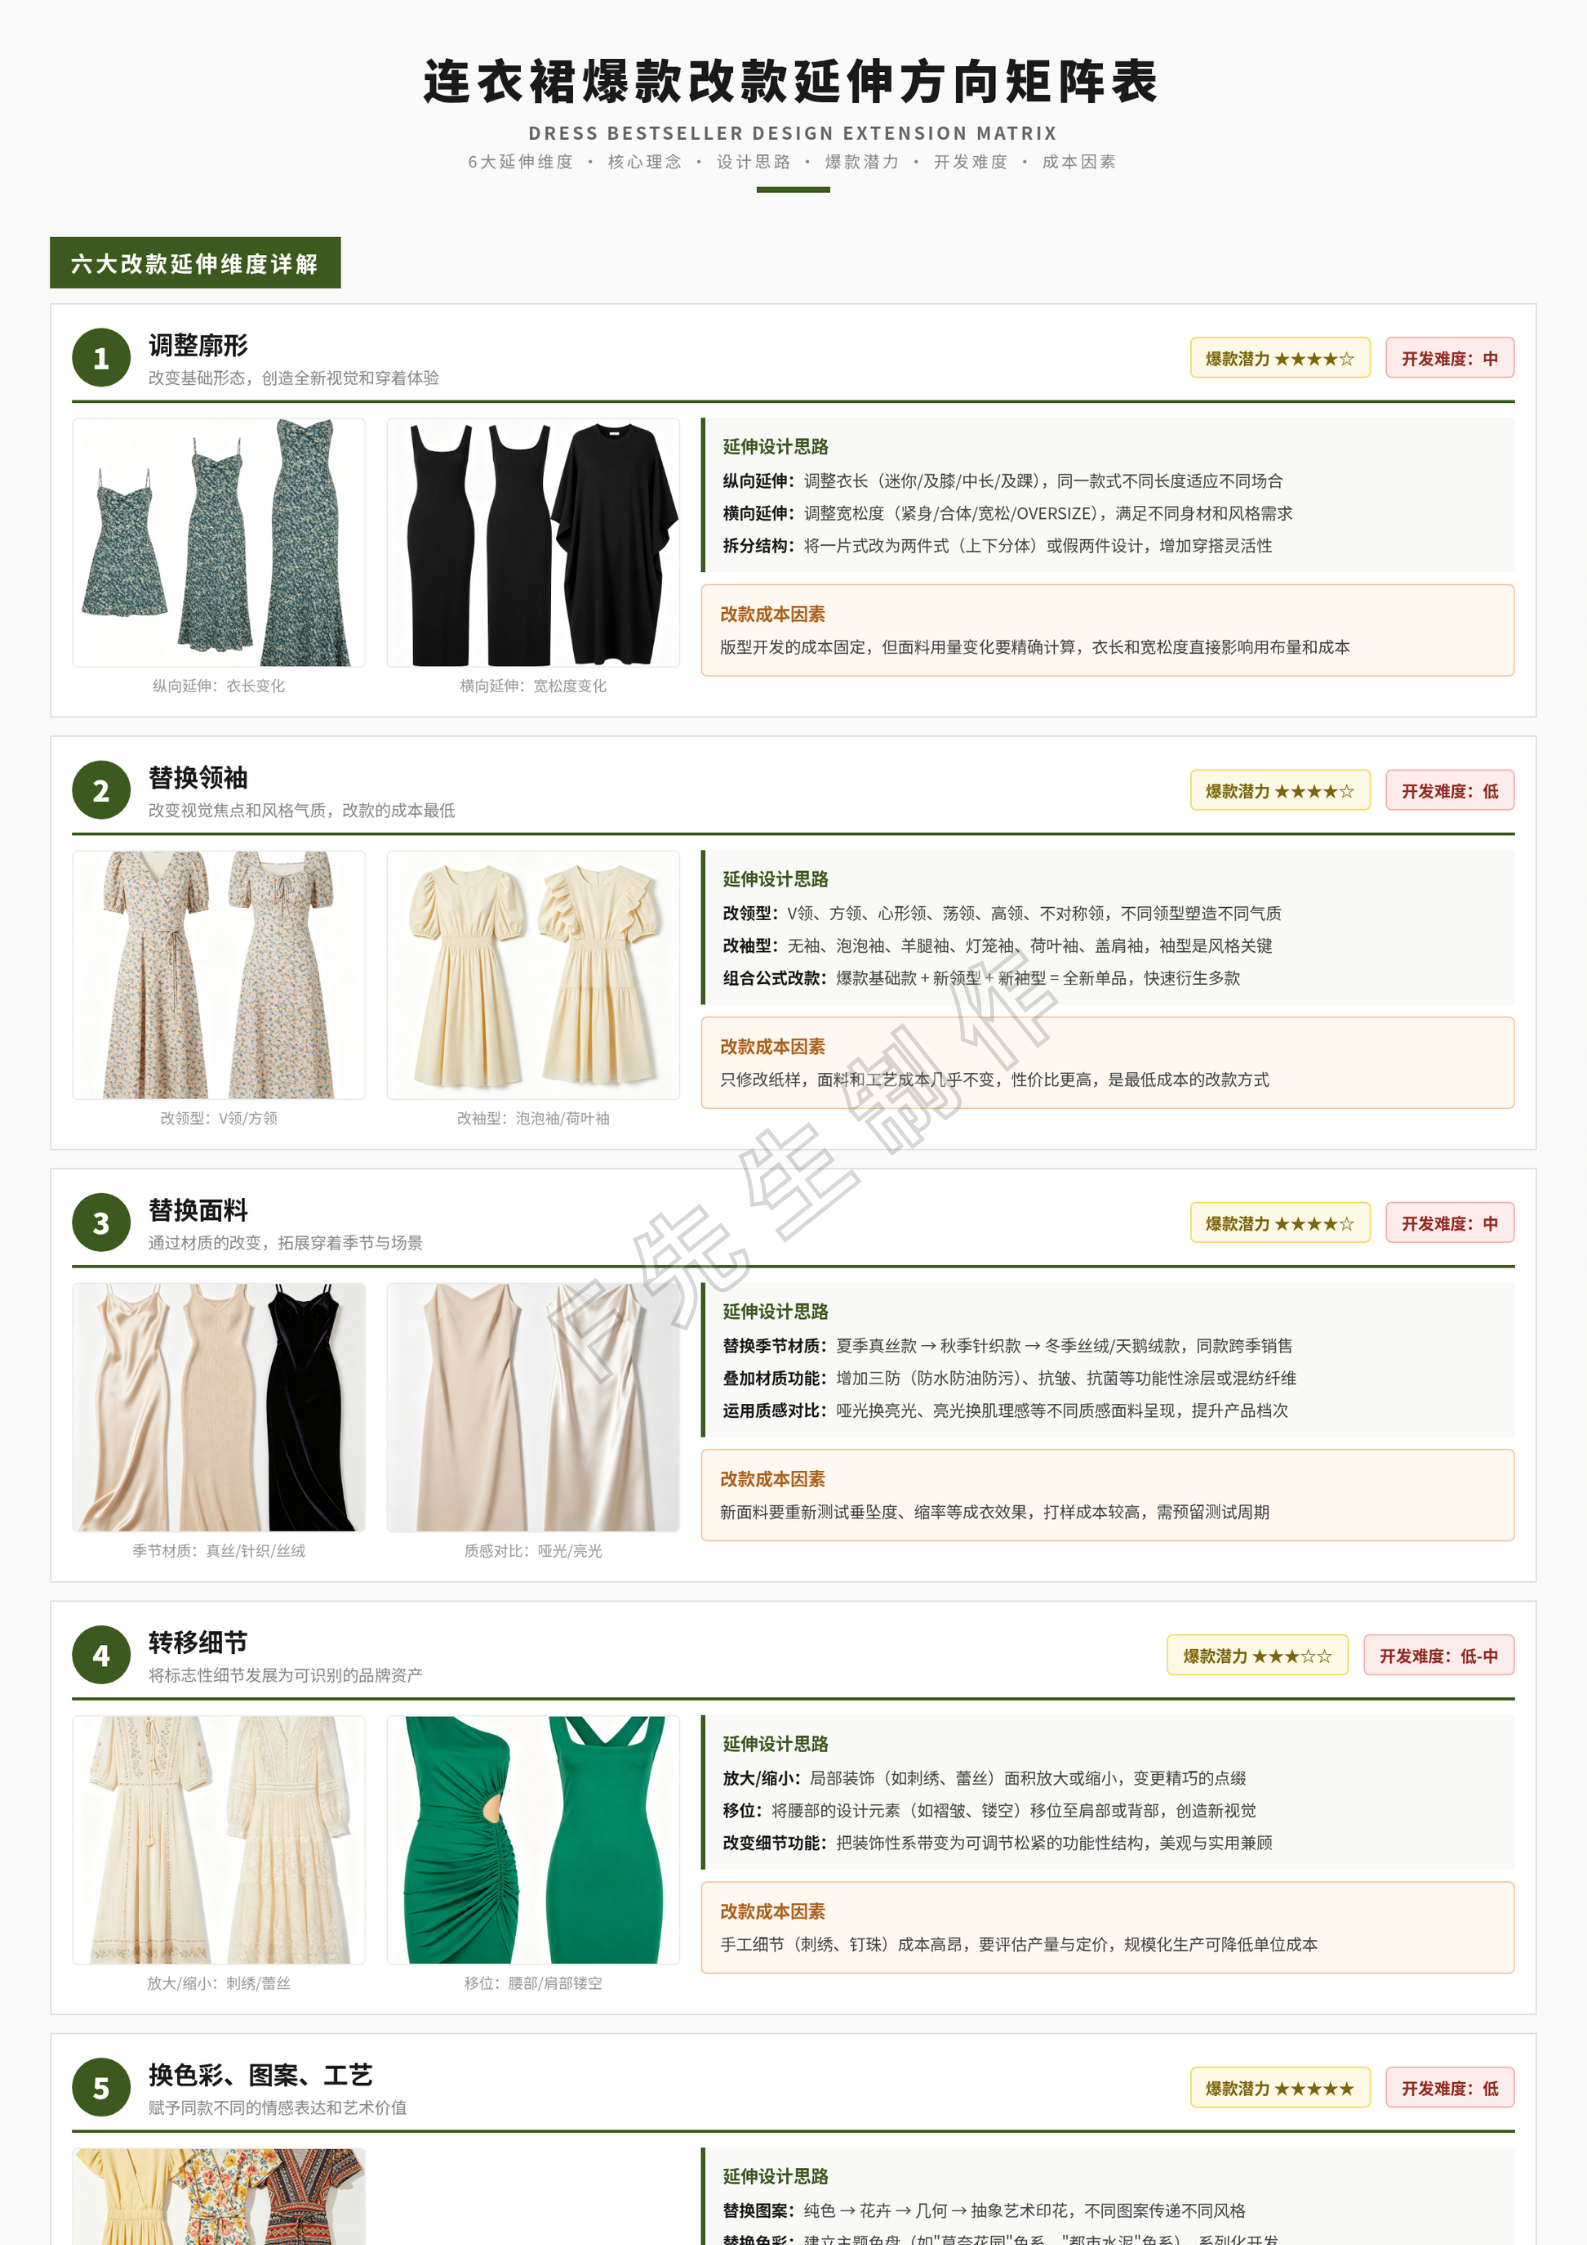 连衣裙爆款改款延伸方向矩阵表
DRESS BESTSELLER DESIGN EXTENSION MATRIX
6大延伸维度 • 核心理念 • 设计思路 • 爆款潜力 • 开发难度 • 成本因素
六大改款延伸维度详解
1
调整廓形
改变基础形态，创造全新视觉和穿着体验
爆款潜力 ★★★★☆
开发难度：中
纵向延伸：衣长变化
横向延伸：宽松度变化
延伸设计思路
纵向延伸：调整衣长（迷你/及膝/中长/及踝），同一款式不同长度适应不同场合
横向延伸：调整宽松度（紧身/合体/宽松/OVERSIZE），满足不同身材和风格需求
拆分结构：将一片式改为两件式（上下分体）或假两件设计，增加穿搭灵活性
改款成本因素
版型开发的成本固定，但面料用量变化要精确计算，衣长和宽松度直接影响用布量和成本
2
替换领袖
改变视觉焦点和风格气质，改款的成本最低
爆款潜力 ★★★★☆
开发难度：低
改领型：V领/方领
改袖型：泡泡袖/荷叶袖
延伸设计思路
改领型：V领、方领、心形领、荡领、高领、不对称领，不同领型塑造不同气质
改袖型：无袖、泡泡袖、羊腿袖、灯笼袖、荷叶袖、盖肩袖，袖型是风格关键
组合公式改款：爆款基础款 + 新领型 + 新袖型 = 全新单品，快速衍生多款
改款成本因素
只修改纸样，面料和工艺成本几乎不变，性价比更高，是最低成本的改款方式
F先生制作
3
替换面料
通过材质的改变，拓展穿着季节与场景
爆款潜力 ★★★★☆
开发难度：中
季节材质：真丝/针织/丝绒
质感对比：哑光/亮光
延伸设计思路
替换季节材质：夏季真丝款 → 秋季针织款 → 冬季丝绒/天鹅绒款，同款跨季销售
叠加材质功能：增加三防（防水防油防污）、抗皱、抗菌等功能性涂层或混纺纤维
运用质感对比：哑光换亮光、亮光换肌理感等不同质感面料呈现，提升产品档次
改款成本因素
新面料要重新测试垂坠度、缩率等成衣效果，打样成本较高，需预留测试周期
4
转移细节
将标志性细节发展为可识别的品牌资产
爆款潜力 ★★★☆☆
开发难度：低-中
放大/缩小：刺绣/蕾丝
移位：腰部/肩部镂空
延伸设计思路
放大/缩小：局部装饰（如刺绣、蕾丝）面积放大或缩小，变更精巧的点缀
移位：将腰部的设计元素（如褶皱、镂空）移位至肩部或背部，创造新视觉
改变细节功能：把装饰性系带变为可调节松紧的功能性结构，美观与实用兼顾
改款成本因素
手工细节（刺绣、钉珠）成本高昂，要评估产量与定价，规模化生产可降低单位成本
5
换色彩、图案、工艺
赋予同款不同的情感表达和艺术价值
爆款潜力 ★★★★★
开发难度：低
延伸设计思路
替换图案：纯色 → 花卉 → 几何 → 抽象艺术印花，不同图案传递不同风格
替换色彩：建立主题色盘（如"莫奈花园"色系、"都市水泥"色系），系列化开发